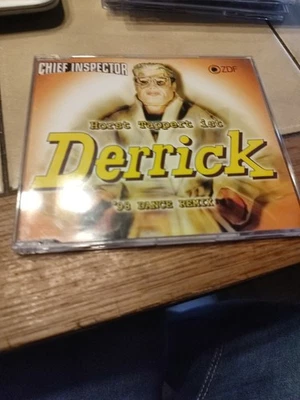 CHIEF INSPECTOR
ZDF
Horst Tappert ist
Derrick
'98 DANCE REMIX